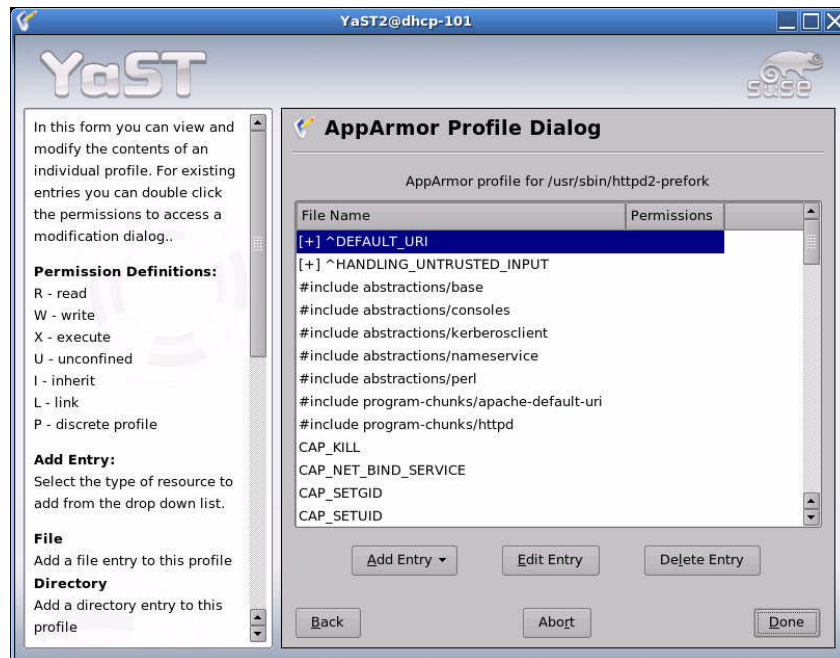 YaST2@dhcp-101
YaST
SUSE
In this form you can view and
modify the contents of an
individual profile. For existing
entries you can double click
the permissions to access a
modification dialog..
Permission Definitions:
R - read
W - write
X - execute
U - unconfined
I - inherit
L - link
P - discrete profile
Add Entry:
Select the type of resource to
add from the drop down list.
File
Add a file entry to this profile
Directory
Add a directory entry to this
profile
AppArmor Profile Dialog
AppArmor profile for /usr/sbin/httpd2-prefork
File Name Permissions
[+] ^DEFAULT_URI
[+] ^HANDLING_UNTRUSTED_INPUT
#include abstractions/base
#include abstractions/consoles
#include abstractions/kerberosclient
#include abstractions/nameservice
#include abstractions/perl
#include program-chunks/apache-default-uri
#include program-chunks/httpd
CAP_KILL
CAP_NET_BIND_SERVICE
CAP_SETGID
CAP_SETUID
Add Entry Edit Entry Delete Entry
Back Abort Done